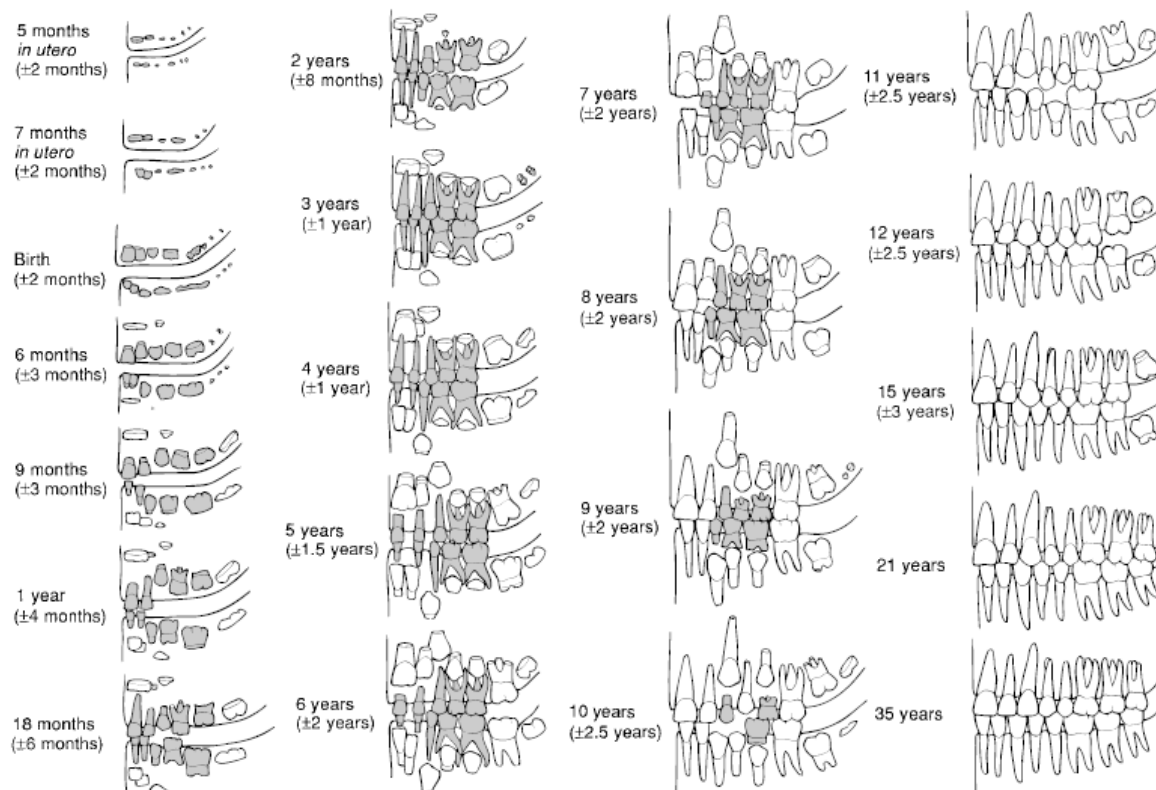 5 months
in utero
(±2 months)
7 months
in utero
(±2 months)
Birth
(±2 months)
6 months
(±3 months)
9 months
(±3 months)
1 year
(±4 months)
18 months
(±6 months)
2 years
(±8 months)
3 years
(±1 year)
4 years
(±1 year)
5 years
(±1.5 years)
6 years
(±2 years)
7 years
(±2 years)
8 years
(±2 years)
9 years
(±2 years)
10 years
(±2.5 years)
11 years
(±2.5 years)
12 years
(±2.5 years)
15 years
(±3 years)
21 years
35 years